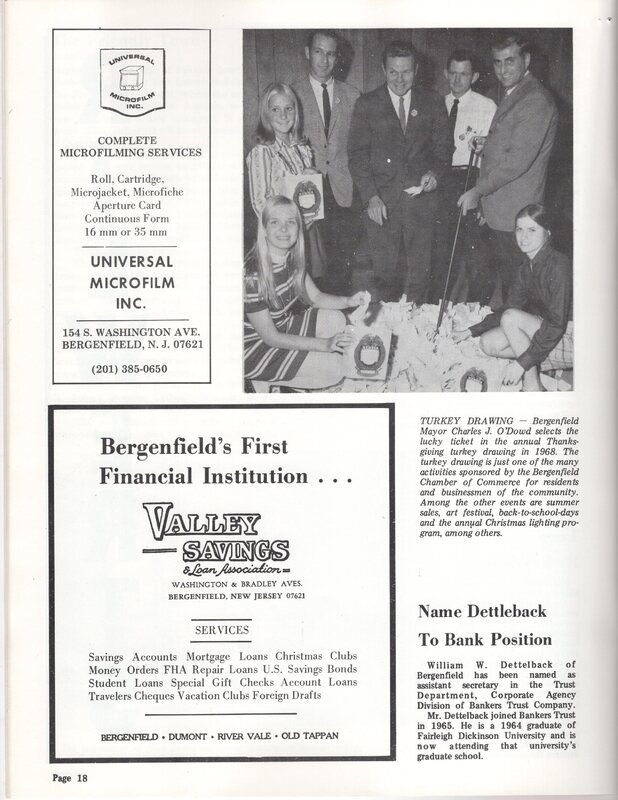 UNIVERSAL
MICROFILM
INC.
COMPLETE
MICROFILMING SERVICES
Roll, Cartridge,
Microjacket, Microfiche
Aperture Card
Continuous Form
16 mm or 35 mm
UNIVERSAL
MICROFILM
INC.
154 S. WASHINGTON AVE.
BERGENFIELD, N. J. 07621
(201) 385-0650
TURKEY DRAWING — Bergenfield
Mayor Charles J. O'Dowd selects the
lucky ticket in the annual Thanks-
giving turkey drawing in 1968. The
turkey drawing is just one of the many
activities sponsored by the Bergenfield
Chamber of Commerce for residents
and businessmen of the community.
Among the other events are summer
sales, art festival, back-to-school-days
and the annual Christmas lighting pro-
gram, among others.
Bergenfield's First
Financial Institution . . .
VALLEY
SAVINGS
& Loan Association
WASHINGTON & BRADLEY AVES.
BERGENFIELD, NEW JERSEY 07621
SERVICES
Savings Accounts Mortgage Loans Christmas Clubs
Money Orders FHA Repair Loans U.S. Savings Bonds
Student Loans Special Gift Checks Account Loans
Travelers Cheques Vacation Clubs Foreign Drafts
BERGENFIELD • DUMONT • RIVER VALE • OLD TAPPAN
Name Dettleback
To Bank Position
William W. Dettelback of
Bergenfield has been named as
assistant secretary in the Trust
Department, Corporate Agency
Division of Bankers Trust Company.
Mr. Dettelback joined Bankers Trust
in 1965. He is a 1964 graduate of
Fairleigh Dickinson University and is
now attending that university's
graduate school.
Page 18